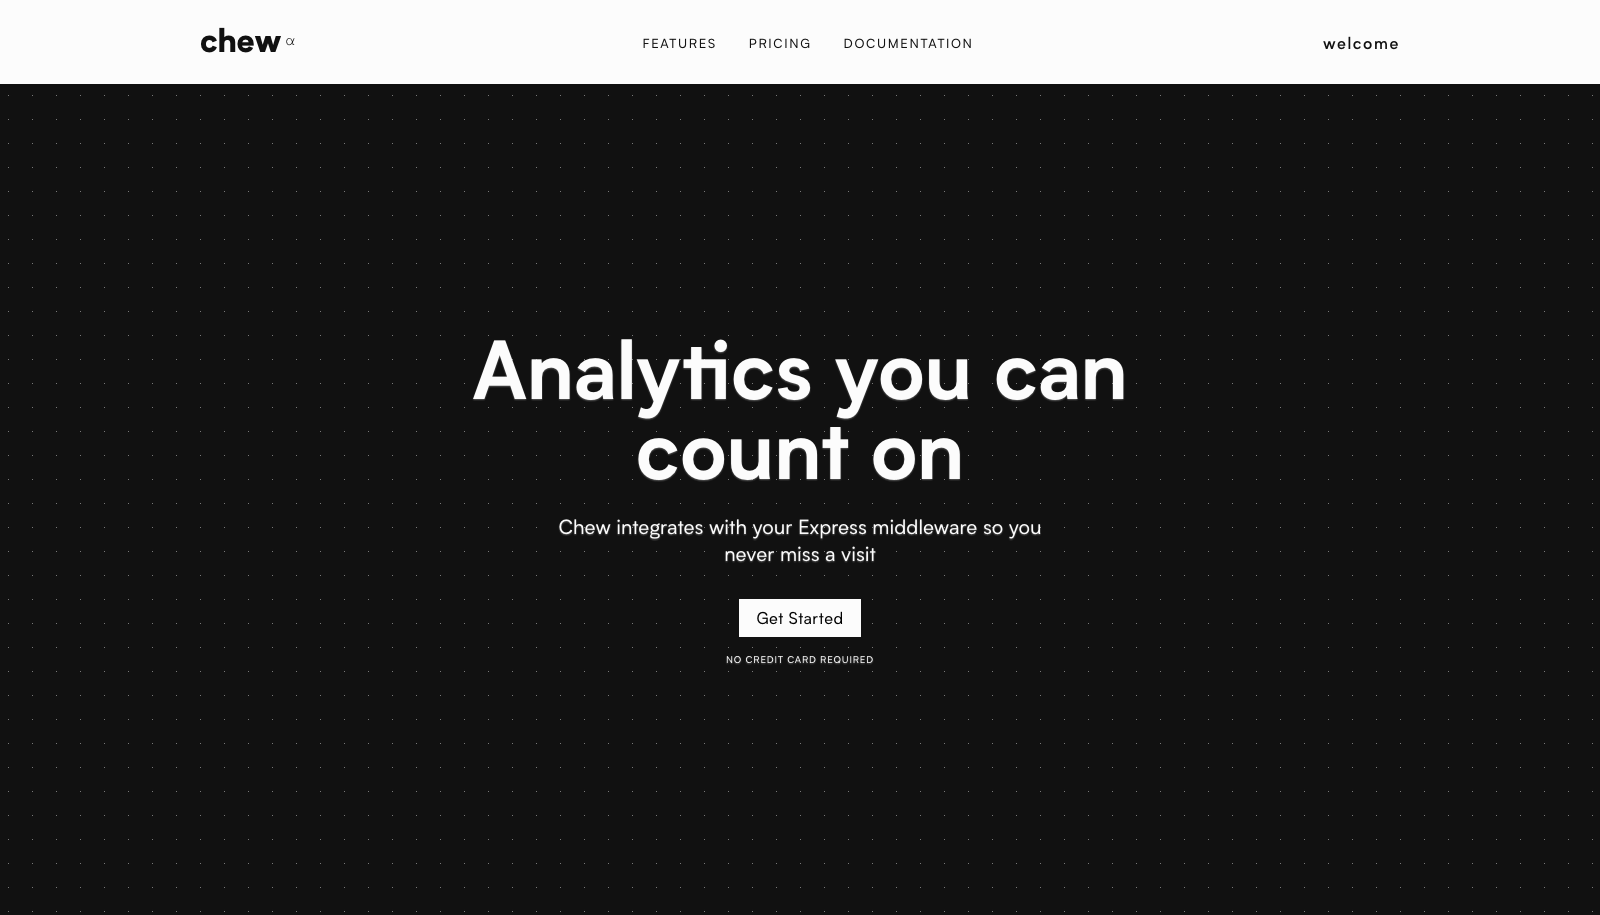 chew α
FEATURES PRICING DOCUMENTATION
welcome
Analytics you can
count on
Chew integrates with your Express middleware so you
never miss a visit
Get Started
NO CREDIT CARD REQUIRED